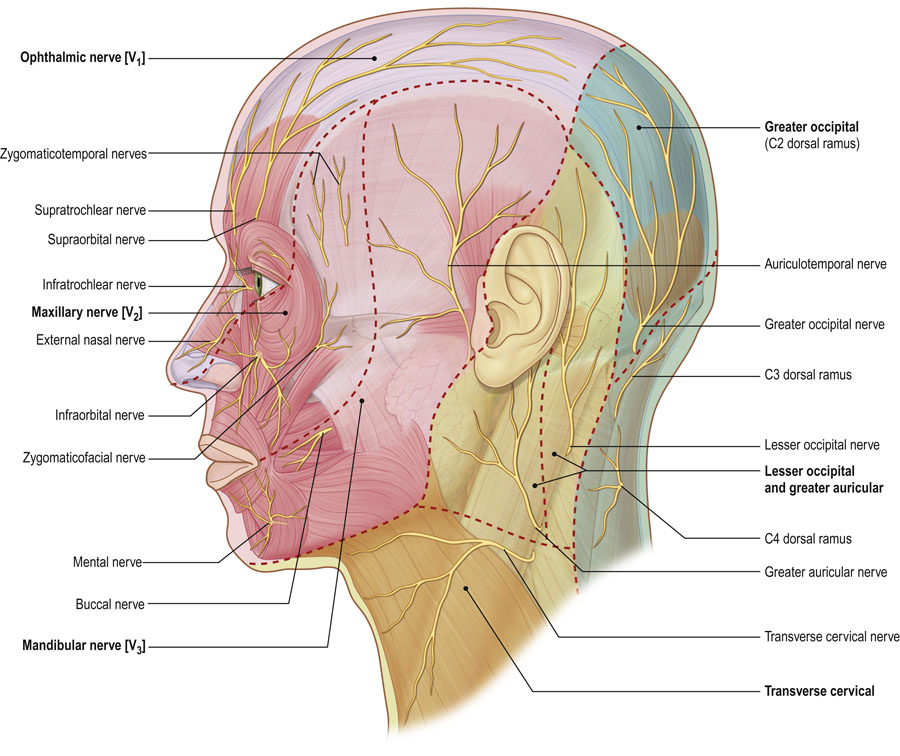 Ophthalmic nerve [V1]
Zygomaticotemporal nerves
Supratrochlear nerve
Supraorbital nerve
Infratrochlear nerve
Maxillary nerve [V2]
External nasal nerve
Infraorbital nerve
Zygomaticofacial nerve
Mental nerve
Buccal nerve
Mandibular nerve [V3]
Greater occipital
(C2 dorsal ramus)
Auriculotemporal nerve
Greater occipital nerve
C3 dorsal ramus
Lesser occipital nerve
Lesser occipital
and greater auricular
C4 dorsal ramus
Greater auricular nerve
Transverse cervical nerve
Transverse cervical